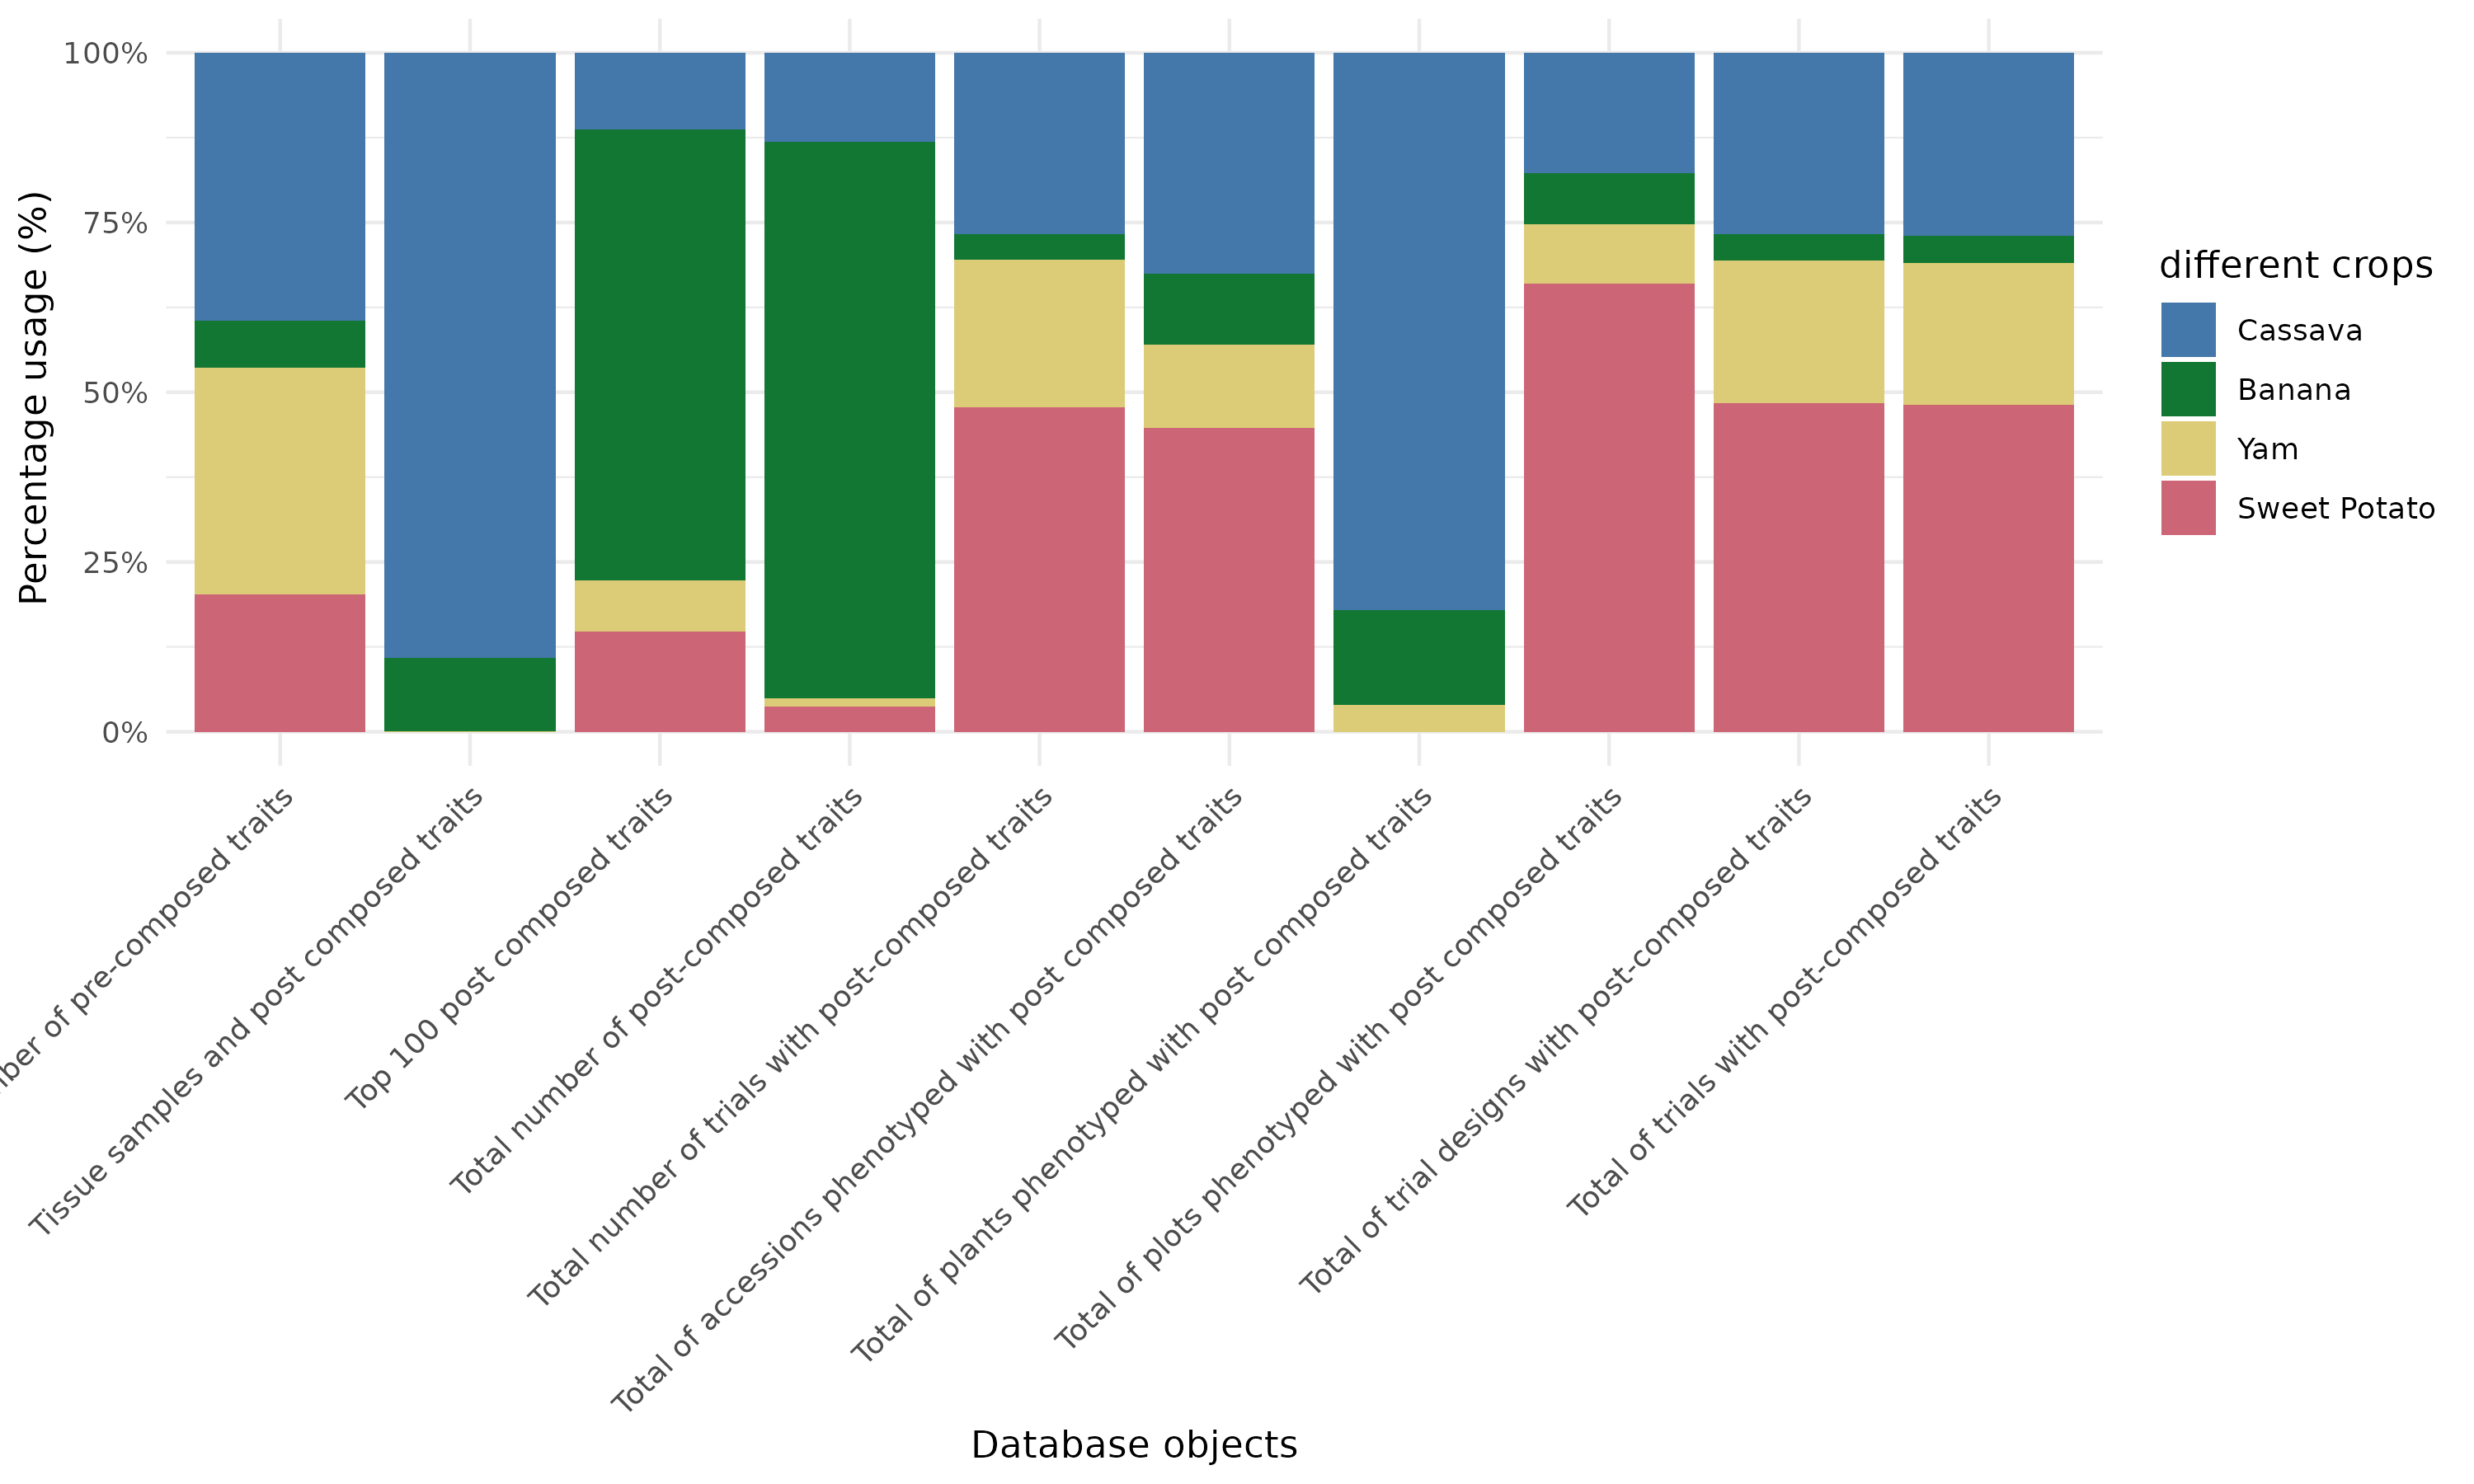 Percentage usage (%)
100%
75%
50%
25%
0%
of pre-composed traits
Tissue samples and post composed traits
Top 100 post composed traits
Total number of post-composed traits
Total number of trials with post-composed traits
Total of accessions phenotyped with post composed traits
Total of plants phenotyped with post composed traits
Total of plots phenotyped with post composed traits
Total of trial designs with post-composed traits
Total of trials with post-composed traits
Database objects
different crops
Cassava
Banana
Yam
Sweet Potato